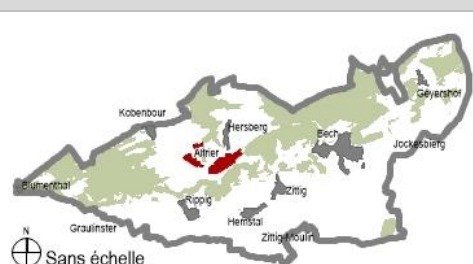 Geyershof
Kobenbour
Hersberg
Bech
Jockesbierg
Altrier
Blumenthal
Zittig
Rippig
Hemstal
Graulinster
Zittig-Moulin
N
Sans échelle